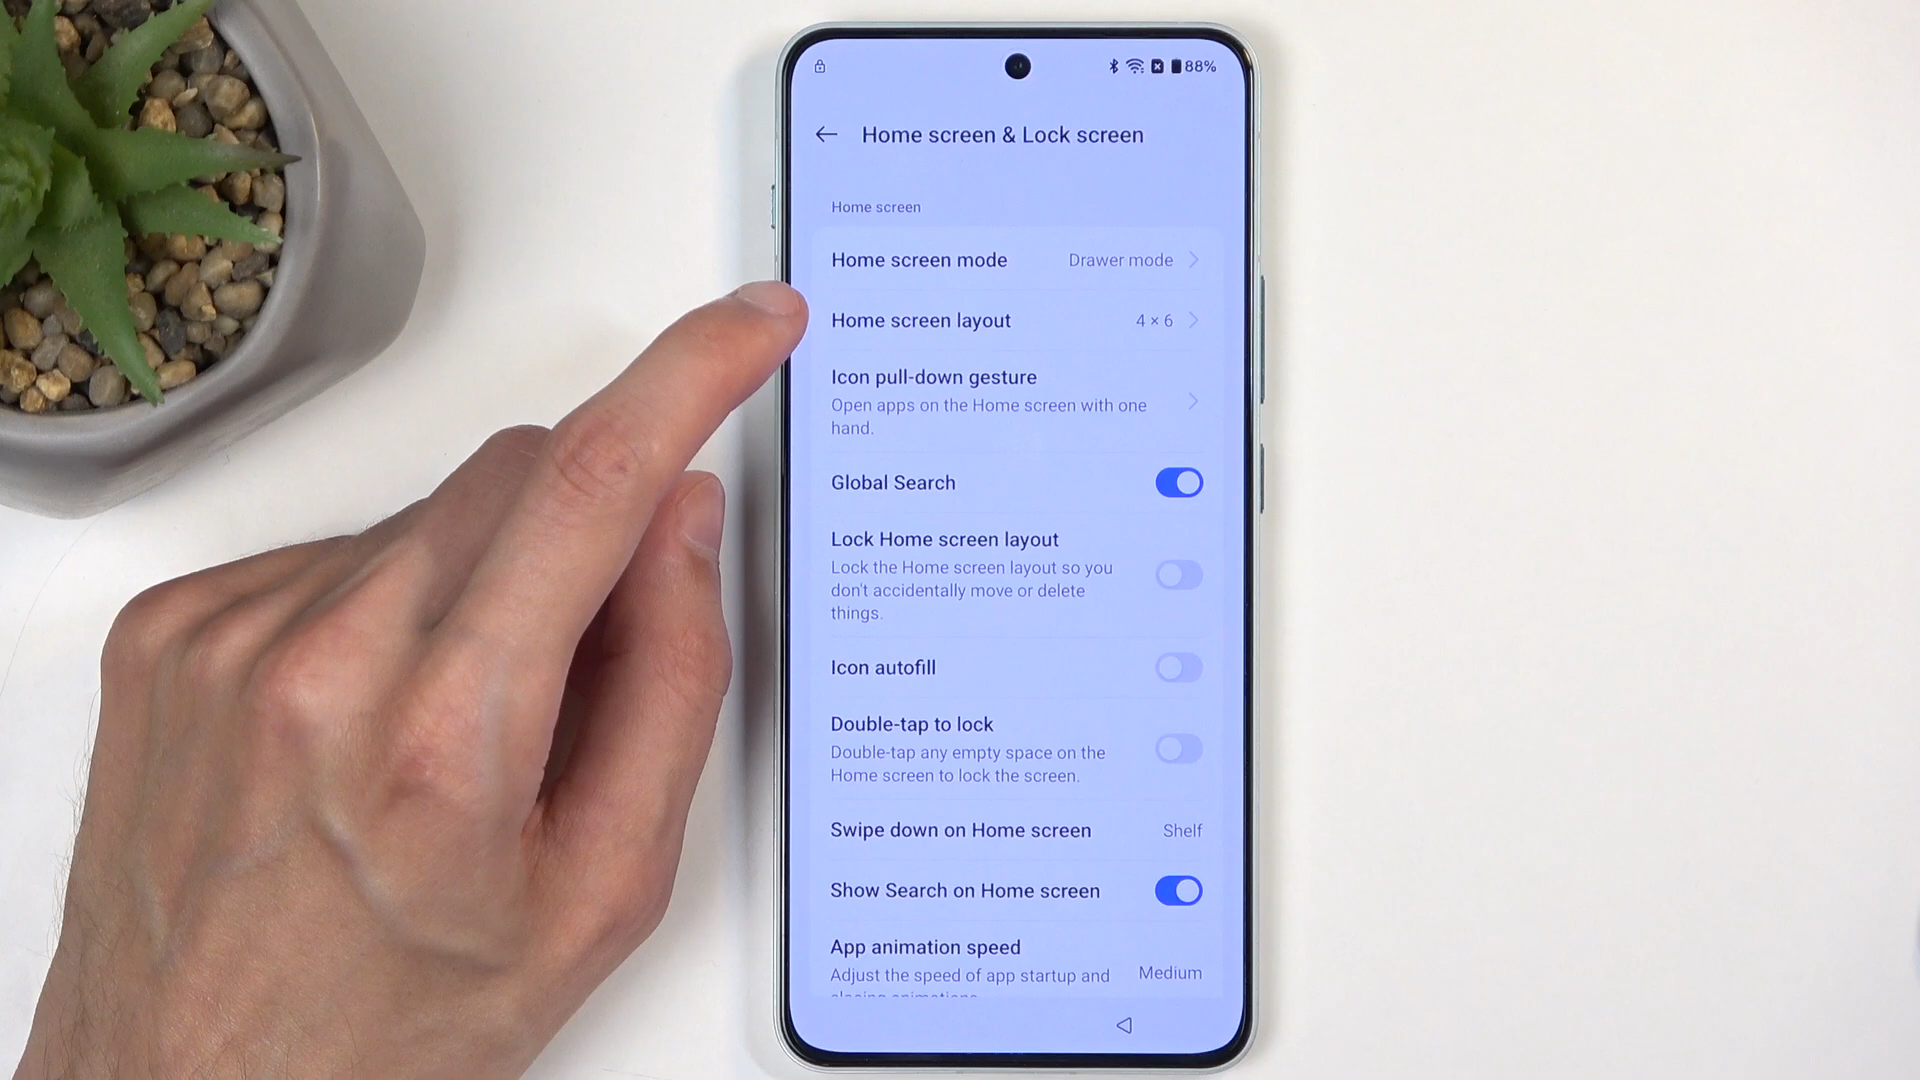 88%
Home screen & Lock screen
Home screen
Home screen mode Drawer mode
Home screen layout 4 × 6
Icon pull-down gesture
Open apps on the Home screen with one
hand.
Global Search
Lock Home screen layout
Lock the Home screen layout so you
don't accidentally move or delete
things.
Icon autofill
Double-tap to lock
Double-tap any empty space on the
Home screen to lock the screen.
Swipe down on Home screen Shelf
Show Search on Home screen
App animation speed
Adjust the speed of app startup and Medium